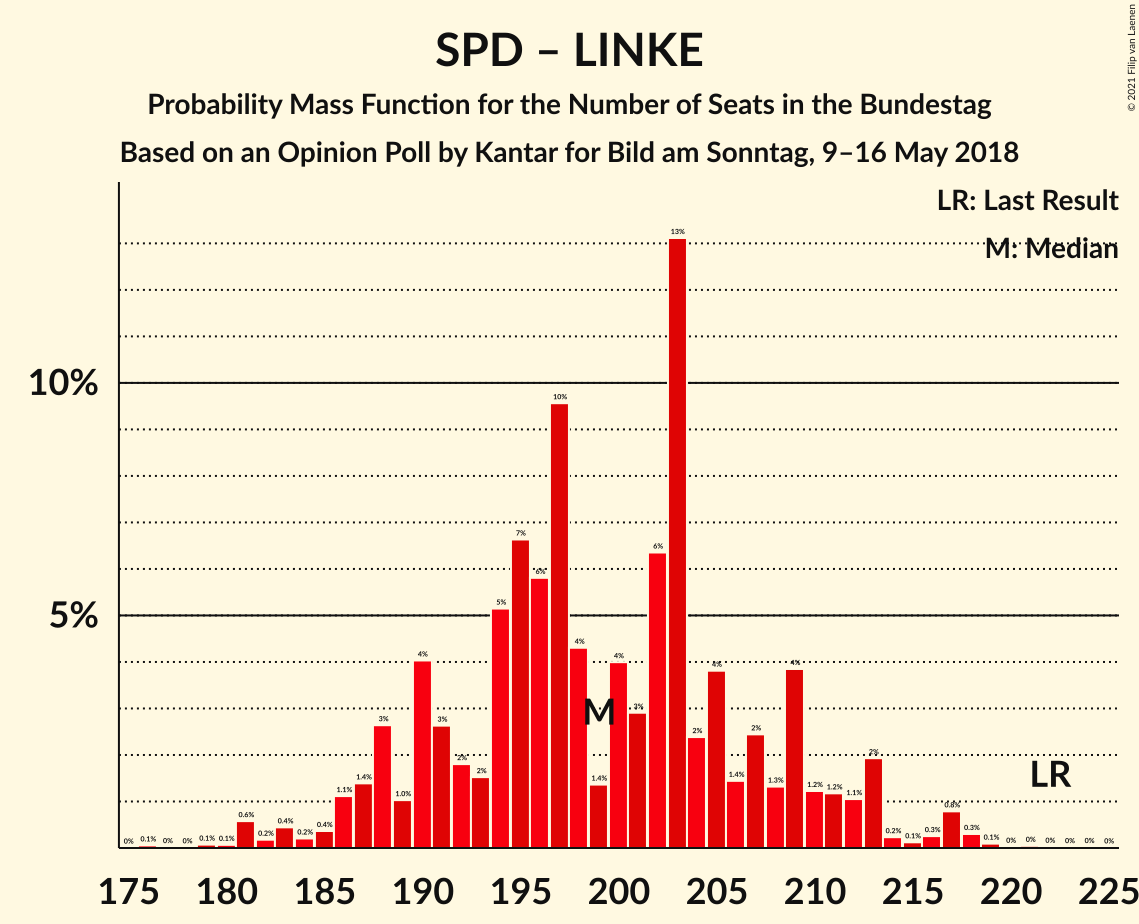 SPD – LINKE
Probability Mass Function for the Number of Seats in the Bundestag
Based on an Opinion Poll by Kantar for Bild am Sonntag, 9–16 May 2018
© 2021 Filip van Laenen
LR: Last Result
M: Median
10%
5%
0% 0.1% 0% 0% 0.1% 0.1% 0.6% 0.2% 0.4% 0.2% 0.4% 1.1% 1.4% 3% 1.0% 4% 3% 2% 2% 5% 7% 6% 10% 4% 1.4% 4% 3% 6% 13% 2% 4% 1.4% 2% 1.3% 4% 1.2% 1.2% 1.1% 2% 0.2% 0.1% 0.3% 0.8% 0.3% 0.1% 0% 0% 0% 0% 0% 0%
M
LR
175 180 185 190 195 200 205 210 215 220 225